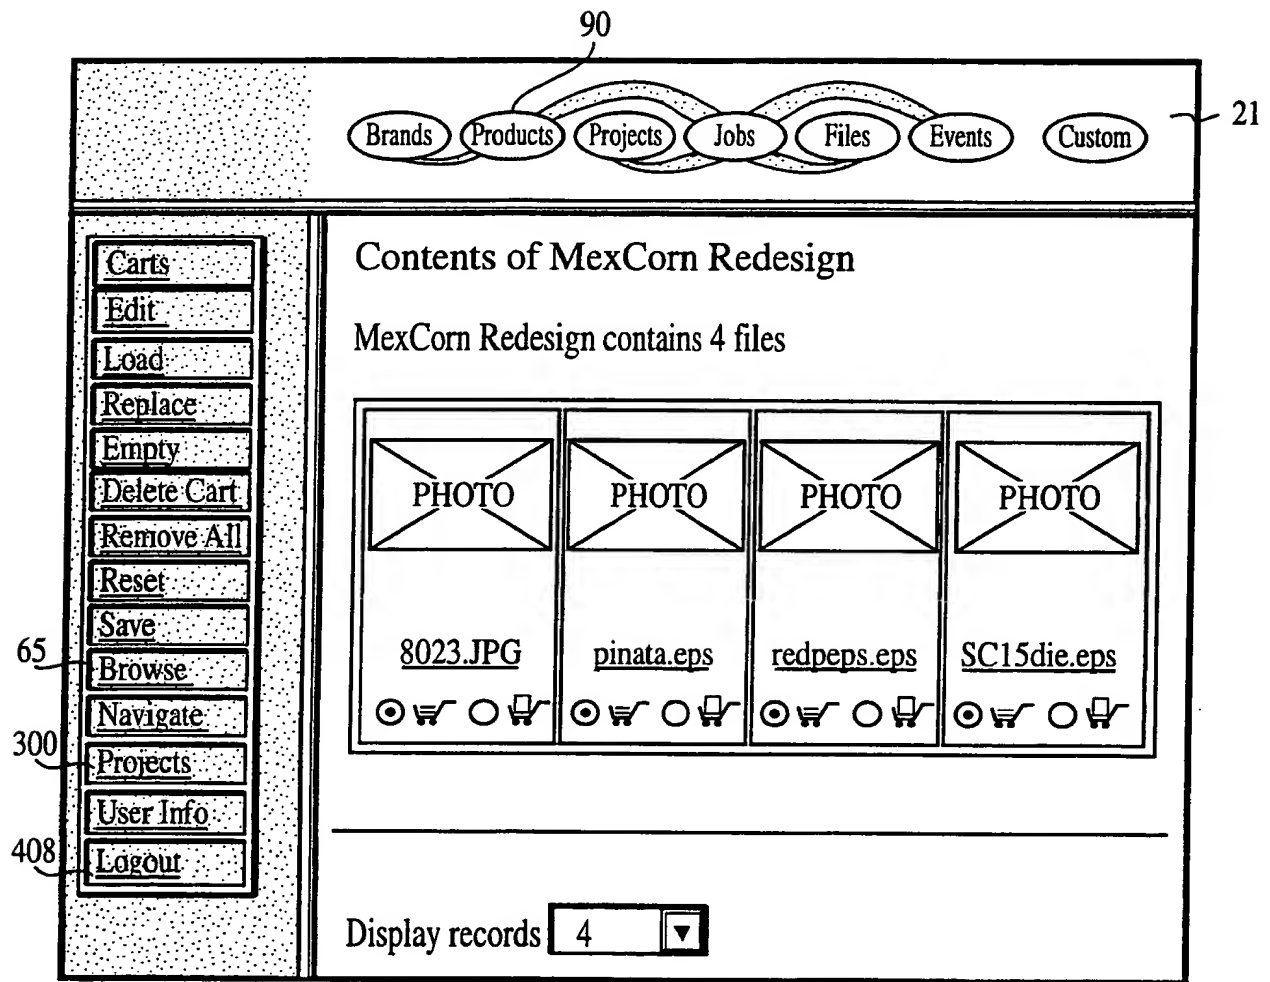 90
21
Brands Products Projects Jobs Files Events Custom
Carts
Edit
Load
Replace
Empty
Delete Cart
Remove All
Reset
Save
65
Browse
Navigate
300
Projects
User Info
408
Logout
Contents of MexCorn Redesign
MexCorn Redesign contains 4 files
PHOTO PHOTO PHOTO PHOTO
8023.JPG pinata.eps redpeps.eps SC15die.eps
Display records 4